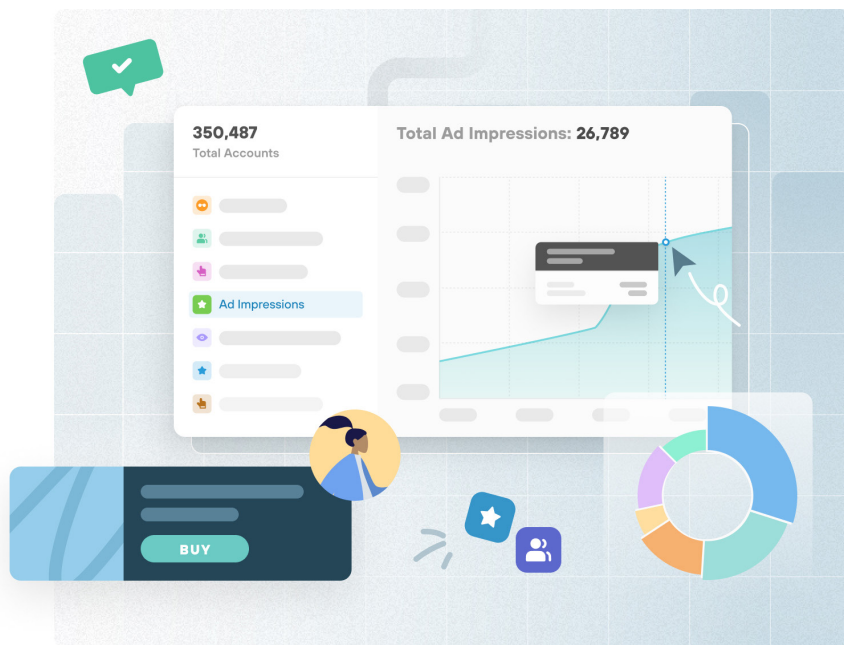 350,487
Total Accounts
Total Ad Impressions: 26,789
Ad Impressions
BUY